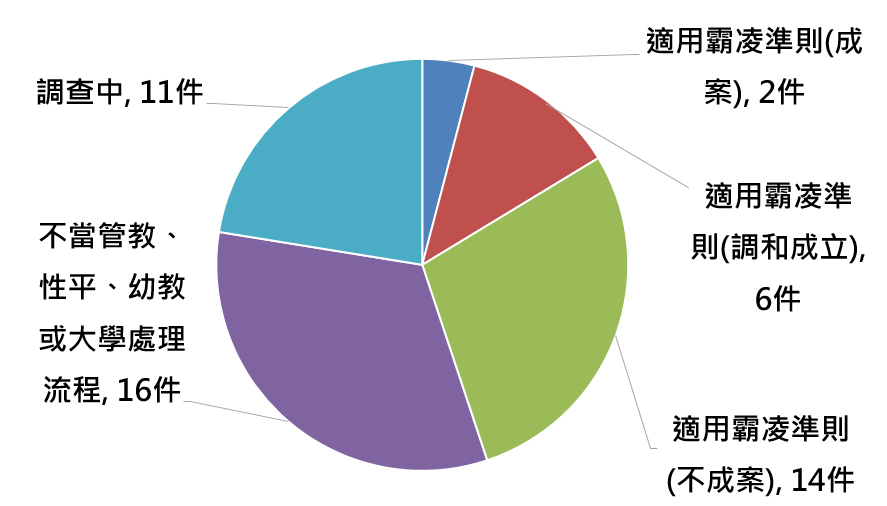 適用霸凌準則(成
案), 2件
調查中, 11件
適用霸凌準
則(調和成立),
6件
不當管教、
性平、幼教
或大學處理
流程, 16件
適用霸凌準則
(不成案), 14件